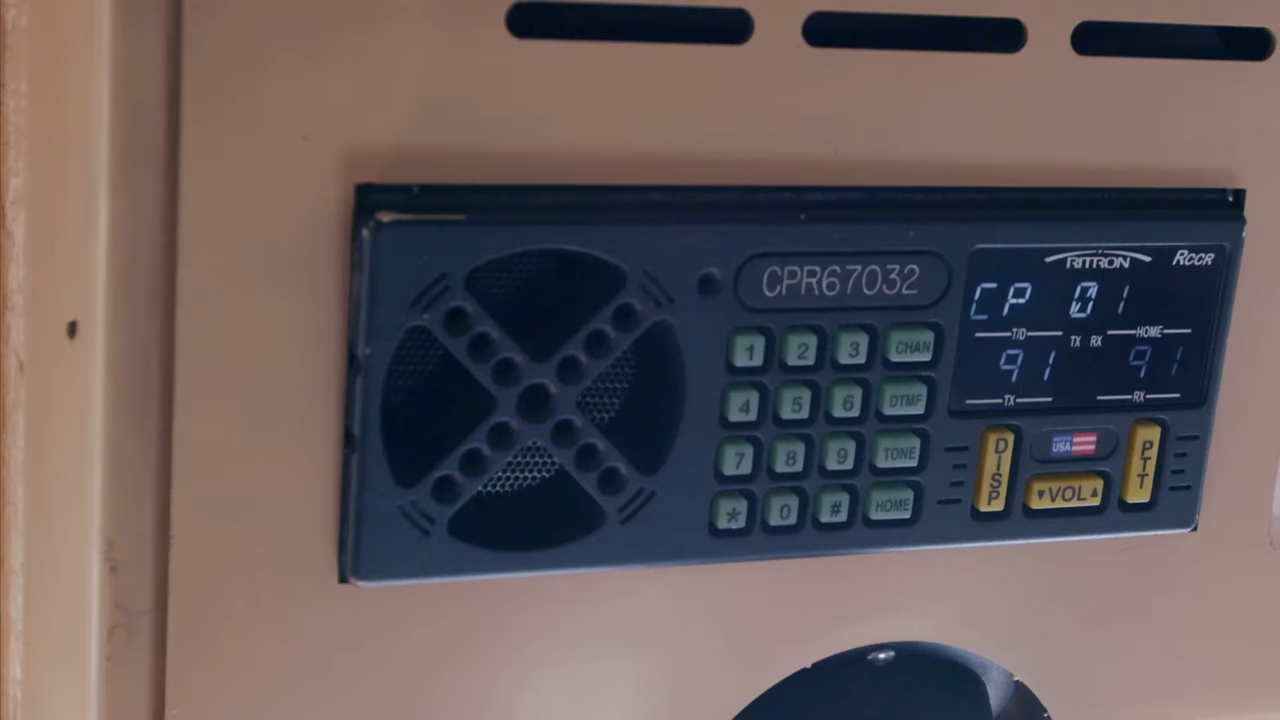 RITRON RCCR
CPR67032
CP 01
T/D TX RX HOME
91 91
TX RX
1 2 3 CHAN
4 5 6 DTMF
7 8 9 TONE
* 0 # HOME
DISP
USA
▼VOL▲
PTT